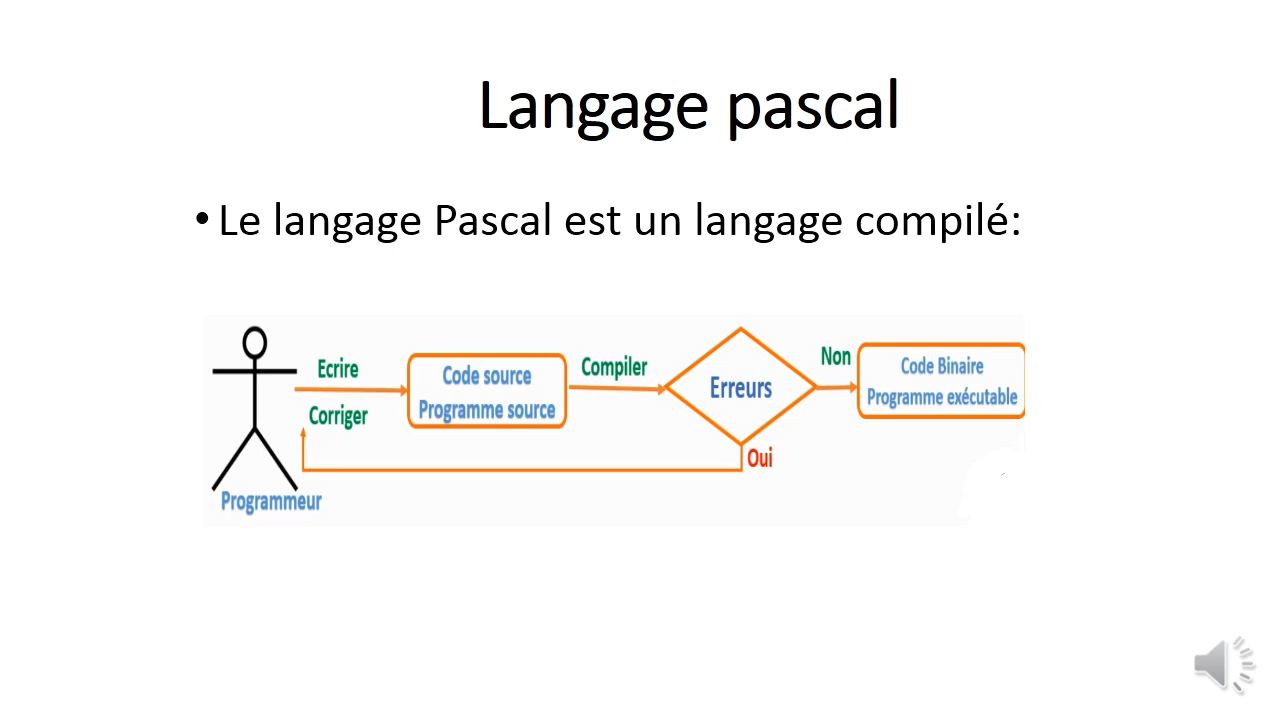 Langage pascal
• Le langage Pascal est un langage compilé:
Ecrire
Corriger
Programmeur
Code source
Programme source
Compiler
Erreurs
Oui
Non
Code Binaire
Programme exécutable